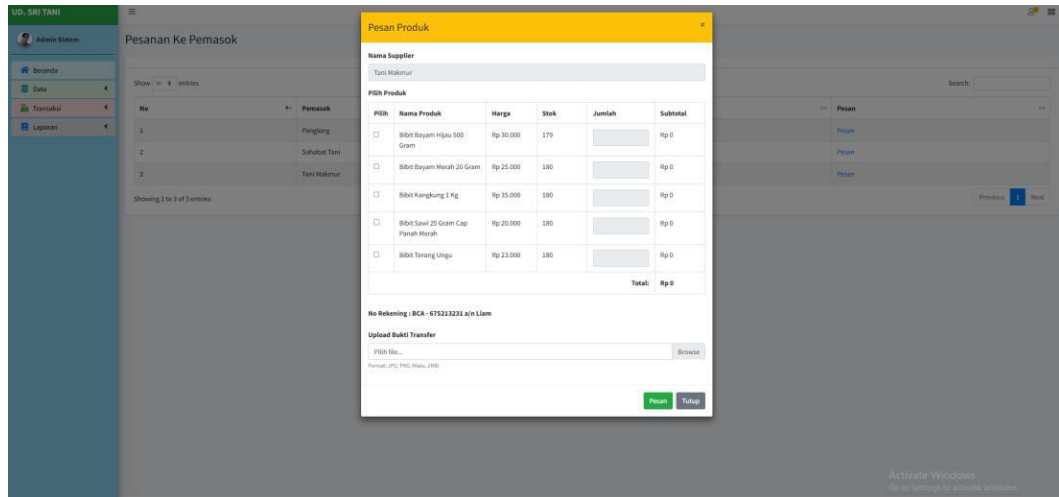 UD. SRI TANI
Admin Sistem
Beranda
Data
Transaksi
Laporan
Pesanan Ke Pemasok
Show 10 entries
Search:
No Pemasok Pesan
1 Panglong Pesan
2 Sahabat Tani Pesan
3 Tani Makmur Pesan
Showing 1 to 3 of 3 entries
Previous 1 Next
Pesan Produk ×
Nama Supplier
Tani Makmur
Pilih Produk
Pilih Nama Produk Harga Stok Jumlah Subtotal
Bibit Bayam Hijau 500 Rp 30.000 179 Rp 0
Gram
Bibit Bayam Merah 20 Gram Rp 25.000 180 Rp 0
Bibit Kangkung 1 Kg Rp 35.000 180 Rp 0
Bibit Sawi 25 Gram Cap Rp 20.000 180 Rp 0
Panah Merah
Bibit Terong Ungu Rp 23.000 180 Rp 0
Total: Rp 0
No Rekening : BCA - 675213231 a/n Liam
Upload Bukti Transfer
Pilih file... Browse
Format: JPG, PNG (Maks. 2MB)
Pesan Tutup
Activate Windows
Go to Settings to activate Windows.